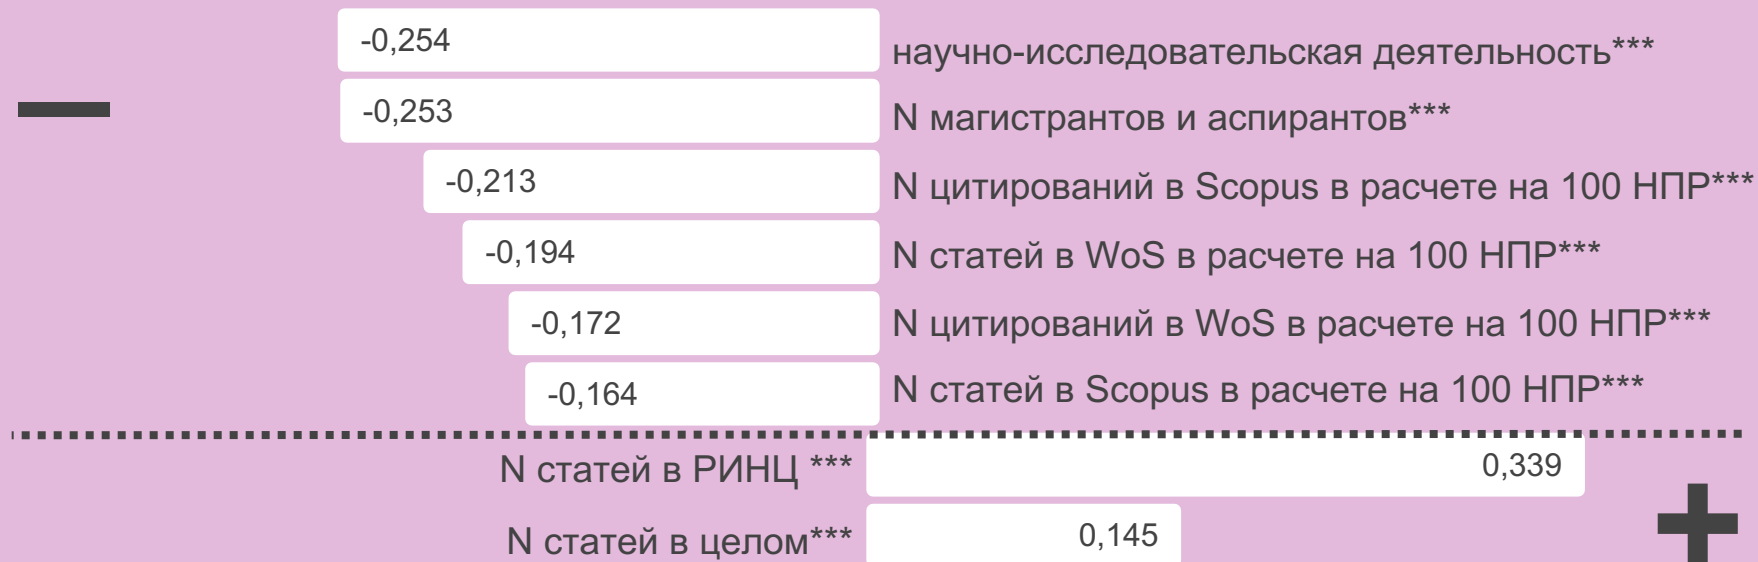 -0,254 научно-исследовательская деятельность***
-0,253 N магистрантов и аспирантов***
-0,213 N цитирований в Scopus в расчете на 100 НПР***
-0,194 N статей в WoS в расчете на 100 НПР***
-0,172 N цитирований в WoS в расчете на 100 НПР***
-0,164 N статей в Scopus в расчете на 100 НПР***
N статей в РИНЦ *** 0,339
N статей в целом*** 0,145